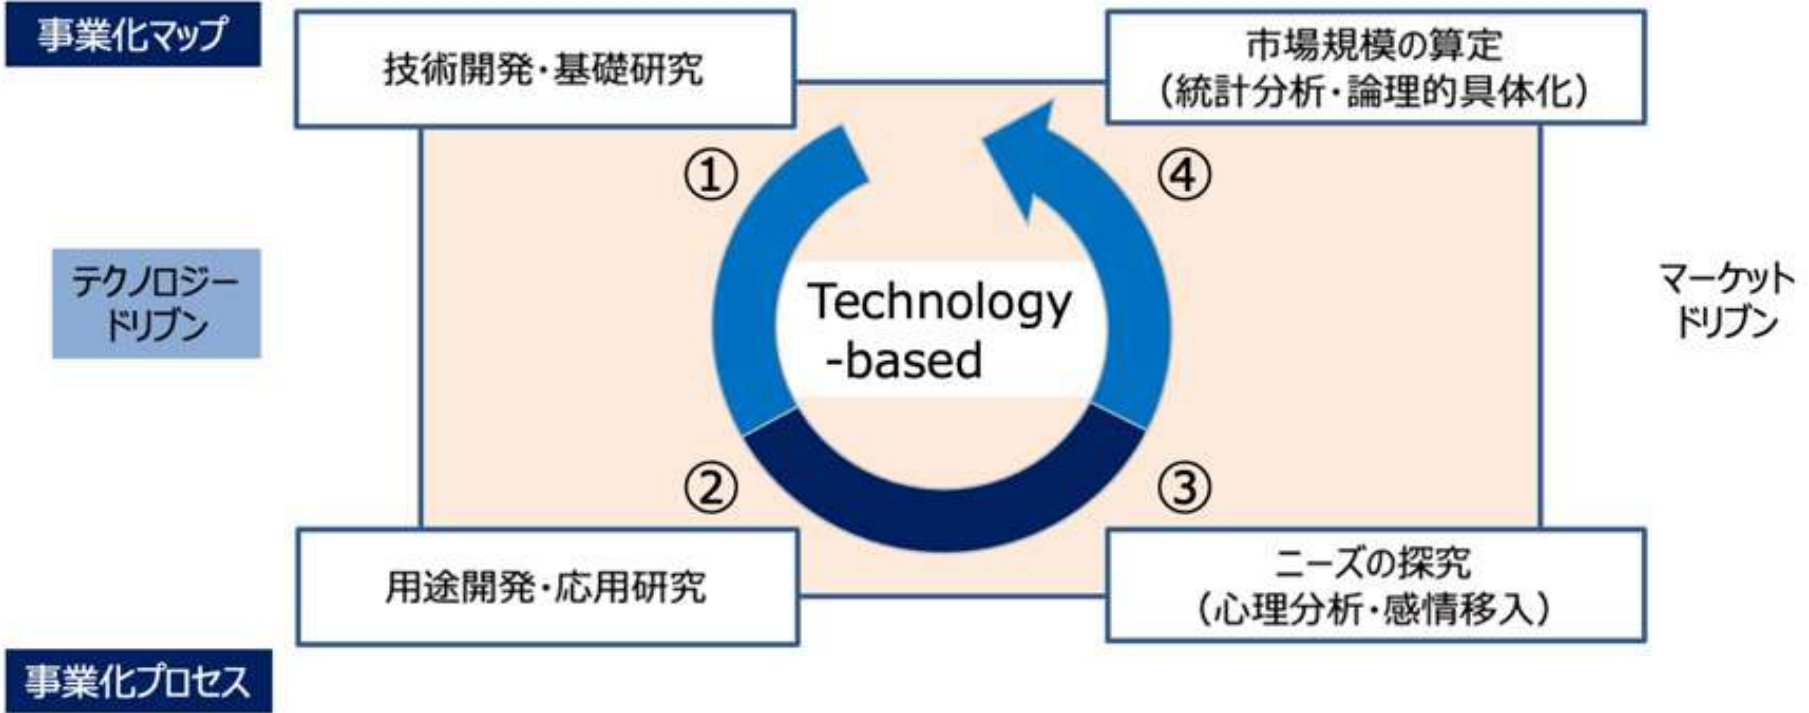 事業化マップ
技術開発・基礎研究
市場規模の算定
（統計分析・論理的具体化）
①
④
テクノロジー
ドリブン
Technology
-based
マーケット
ドリブン
②
③
用途開発・応用研究
ニーズの探究
（心理分析・感情移入）
事業化プロセス